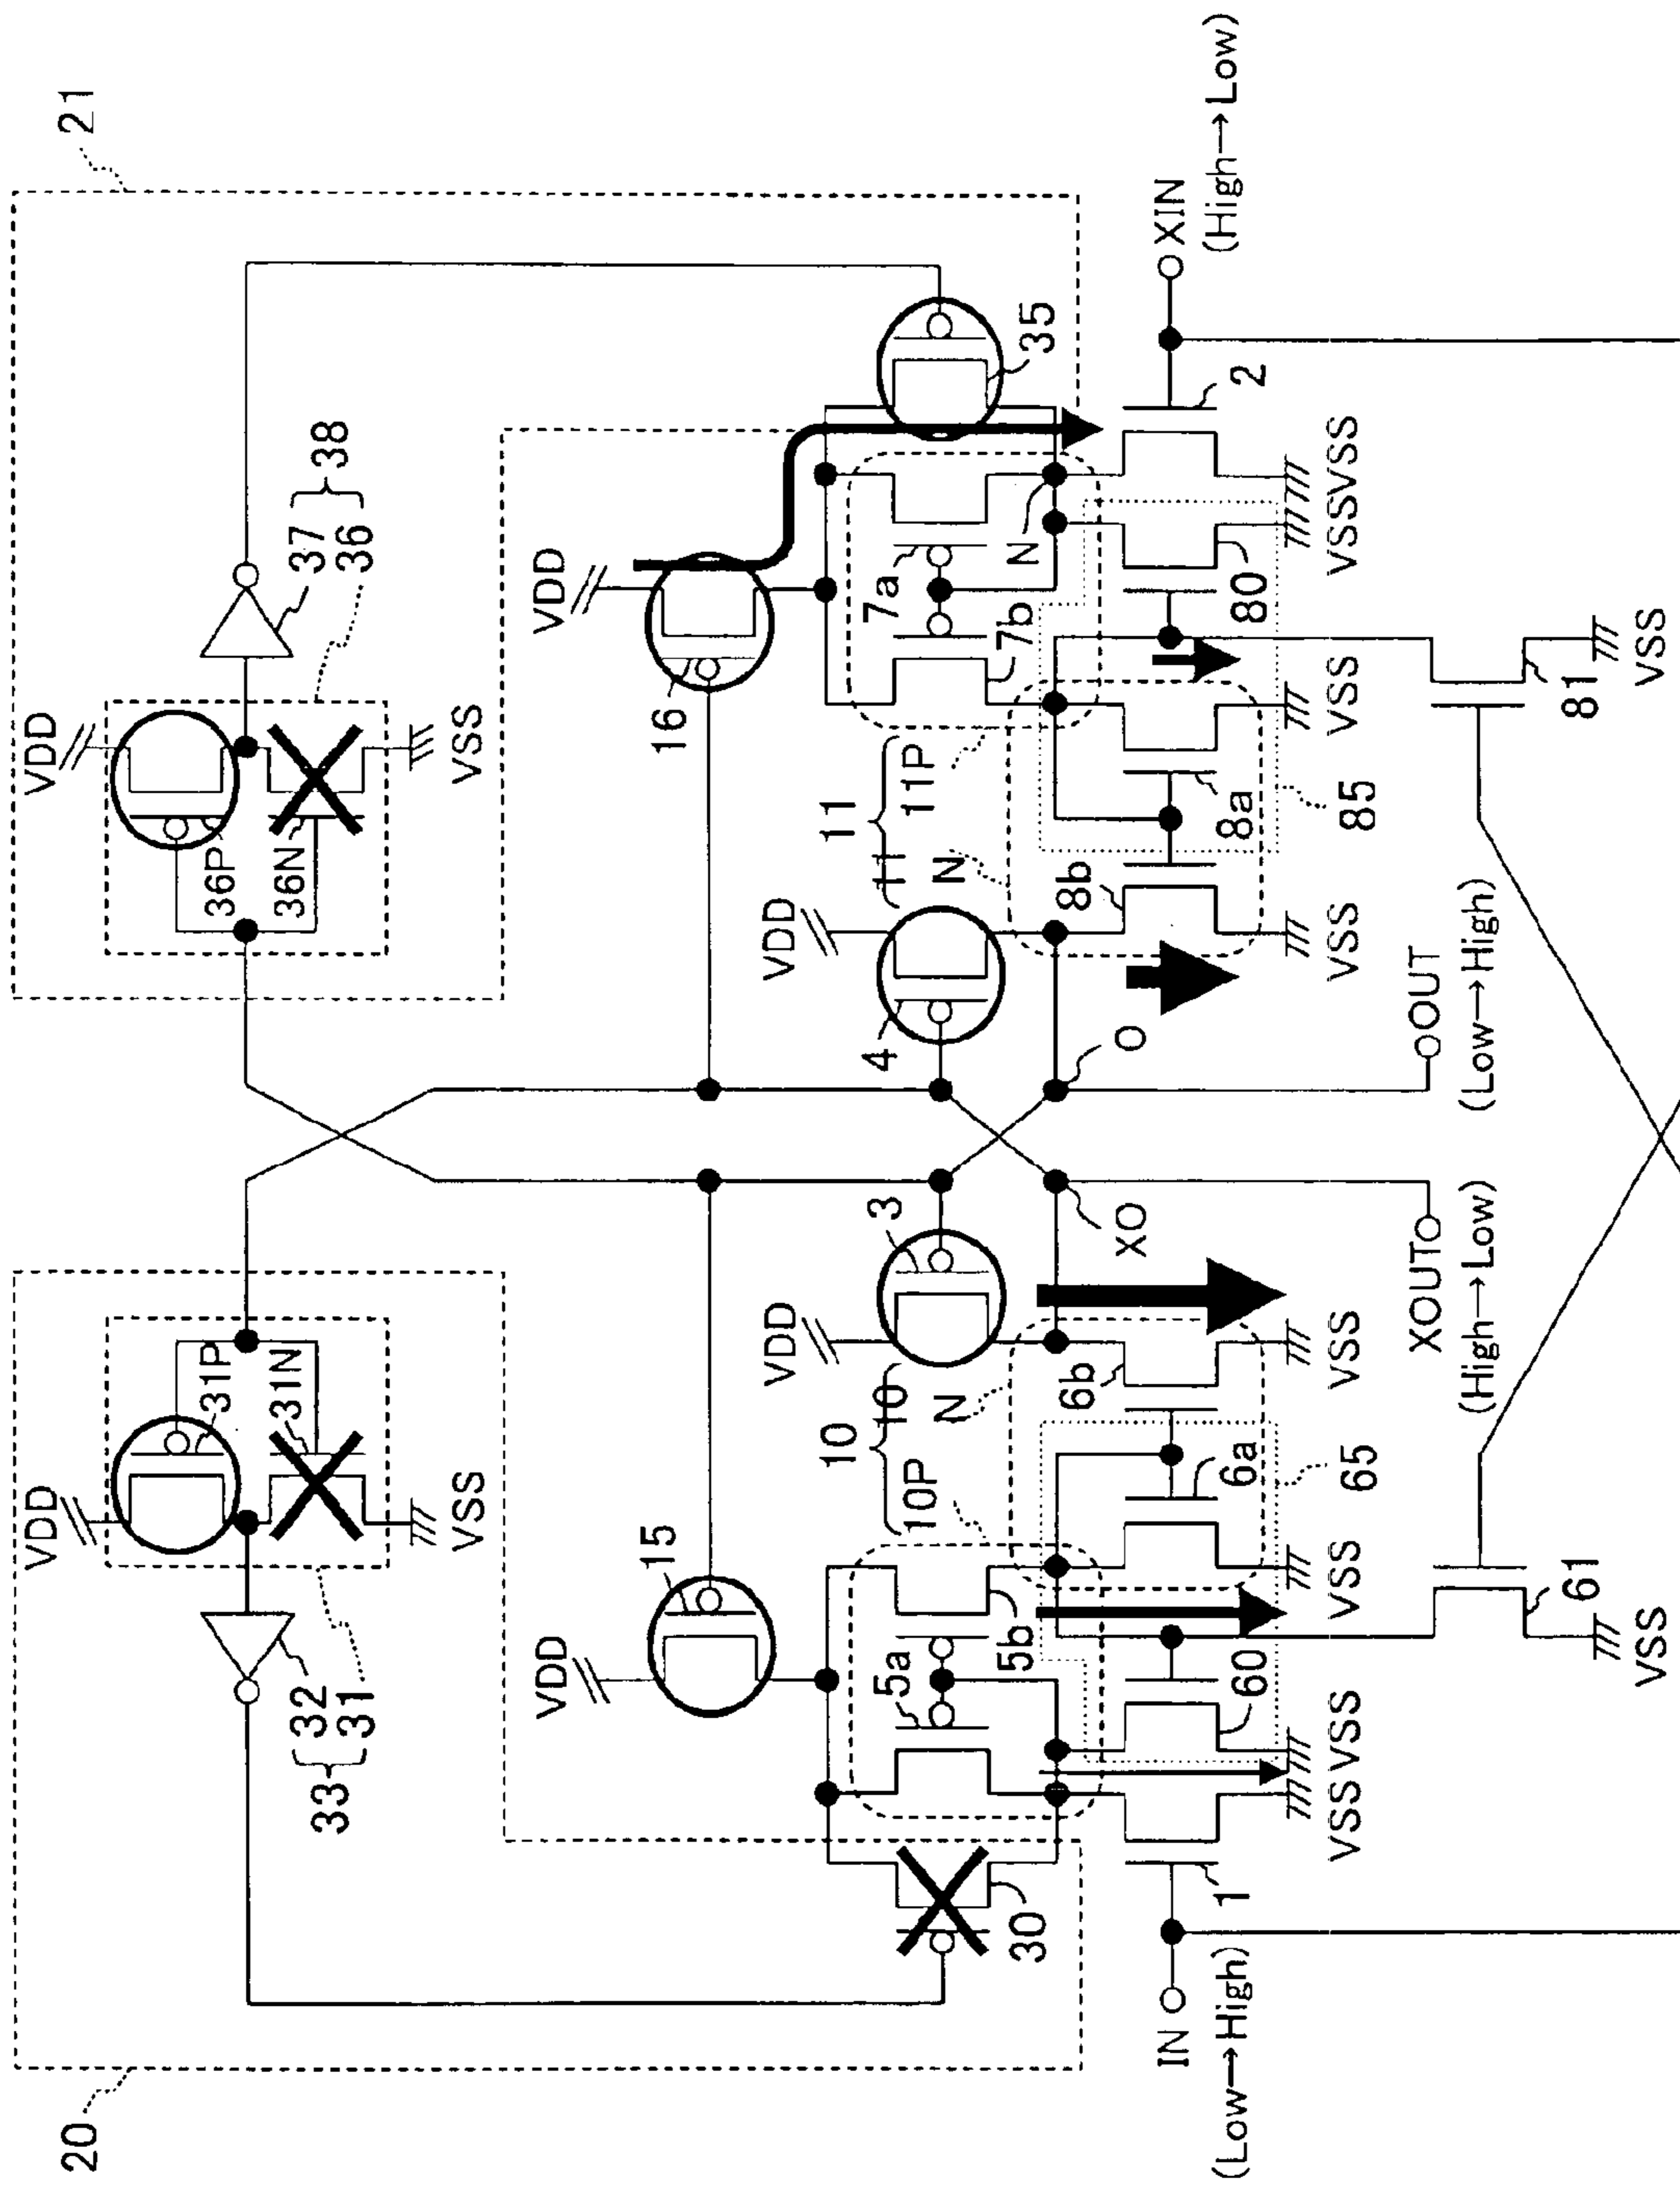 20
21
VDD
31P
31N
VSS
32
31
33
VDD
36P
36N
VSS
37
36
38
VDD
15
VDD
16
30
5a
5b
10P
10
10
N
VDD
3
XO
VDD
4
O
11
11
N
11P
7a
7b
N
35
IN
(Low→High)
1
VSS
VSS
60
VSS
6a
65
6b
VSS
61
VSS
XOUT
(High→Low)
OUT
(Low→High)
8b
VSS
8a
85
VSS
80
VSS
VSS
81
VSS
2
XIN
(High→Low)